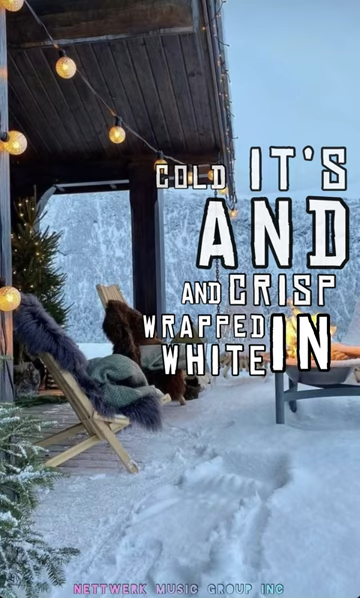 COLD IT'S
AND
AND CRISP
WRAPPED IN
WHITE
NETTWERK MUSIC GROUP INC